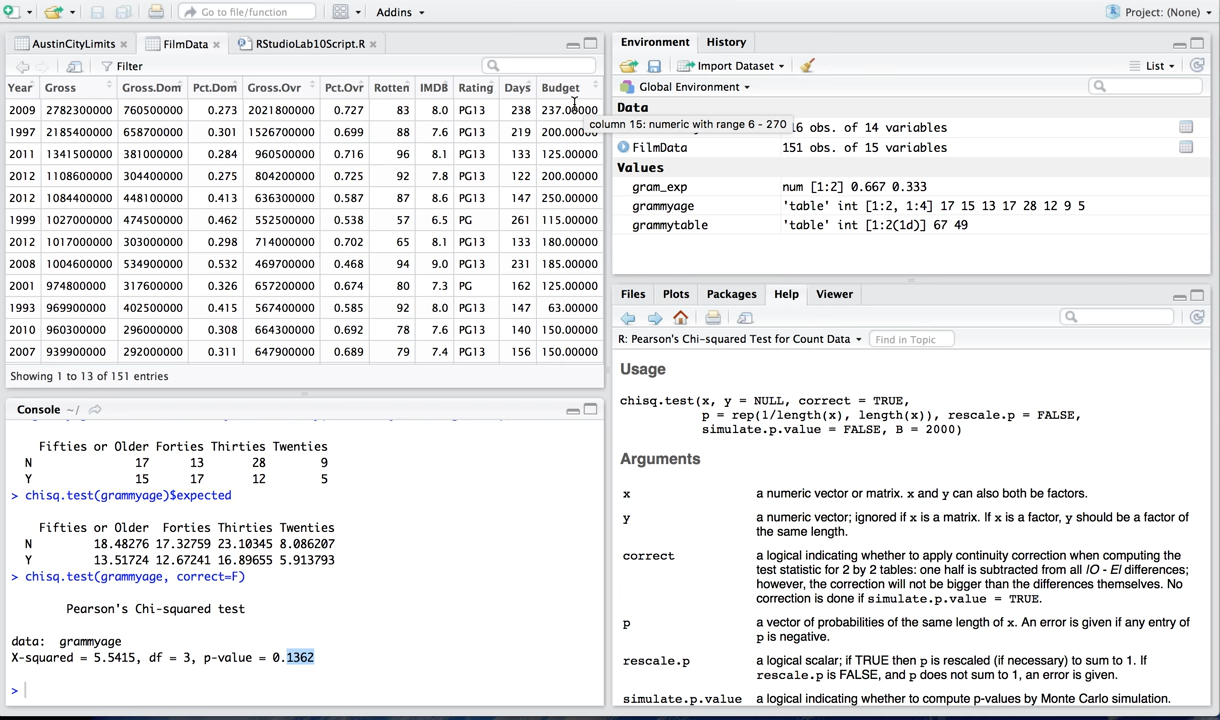 Go to file/function
Addins
Project: (None)
AustinCityLimits
FilmData
RStudioLab10Script.R
Filter
Year Gross Gross.Dom Pct.Dom Gross.Ovr Pct.Ovr Rotten IMDB Rating Days Budget
2009 2782300000 760500000 0.273 2021800000 0.727 83 8.0 PG13 238 237.00000
1997 2185400000 658700000 0.301 1526700000 0.699 88 7.6 PG13 219 200.00000
2011 1341500000 381000000 0.284 960500000 0.716 96 8.1 PG13 133 125.00000
2012 1108600000 304400000 0.275 804200000 0.725 92 7.8 PG13 122 200.00000
2012 1084400000 448100000 0.413 636300000 0.587 87 8.6 PG13 147 250.00000
1999 1027000000 474500000 0.462 552500000 0.538 57 6.5 PG 261 115.00000
2012 1017000000 303000000 0.298 714000000 0.702 65 8.1 PG13 133 180.00000
2008 1004600000 534900000 0.532 469700000 0.468 94 9.0 PG13 231 185.00000
2001 974800000 317600000 0.326 657200000 0.674 80 7.3 PG 162 125.00000
1993 969900000 402500000 0.415 567400000 0.585 92 8.0 PG13 147 63.00000
2010 960300000 296000000 0.308 664300000 0.692 78 7.6 PG13 140 150.00000
2007 939900000 292000000 0.311 647900000 0.689 79 7.4 PG13 156 150.00000
Showing 1 to 13 of 151 entries
column 15: numeric with range 6 - 270
Console ~/
Fifties or Older Forties Thirties Twenties
N 17 13 28 9
Y 15 17 12 5
> chisq.test(grammyage)$expected
Fifties or Older Forties Thirties Twenties
N 18.48276 17.32759 23.10345 8.086207
Y 13.51724 12.67241 16.89655 5.913793
> chisq.test(grammyage, correct=F)
Pearson's Chi-squared test
data: grammyage
X-squared = 5.5415, df = 3, p-value = 0.1362
>
Environment History
Import Dataset
List
Global Environment
Data
16 obs. of 14 variables
FilmData 151 obs. of 15 variables
Values
gram_exp num [1:2] 0.667 0.333
grammyage 'table' int [1:2, 1:4] 17 15 13 17 28 12 9 5
grammytable 'table' int [1:2(1d)] 67 49
Files Plots Packages Help Viewer
R: Pearson's Chi-squared Test for Count Data
Find in Topic
Usage
chisq.test(x, y = NULL, correct = TRUE,
p = rep(1/length(x), length(x)), rescale.p = FALSE,
simulate.p.value = FALSE, B = 2000)
Arguments
x a numeric vector or matrix. x and y can also both be factors.
y a numeric vector; ignored if x is a matrix. If x is a factor, y should be a factor of
the same length.
correct a logical indicating whether to apply continuity correction when computing the
test statistic for 2 by 2 tables: one half is subtracted from all |O - E| differences;
however, the correction will not be bigger than the differences themselves. No
correction is done if simulate.p.value = TRUE.
p a vector of probabilities of the same length of x. An error is given if any entry of
p is negative.
rescale.p a logical scalar; if TRUE then p is rescaled (if necessary) to sum to 1. If
rescale.p is FALSE, and p does not sum to 1, an error is given.
simulate.p.value a logical indicating whether to compute p-values by Monte Carlo simulation.